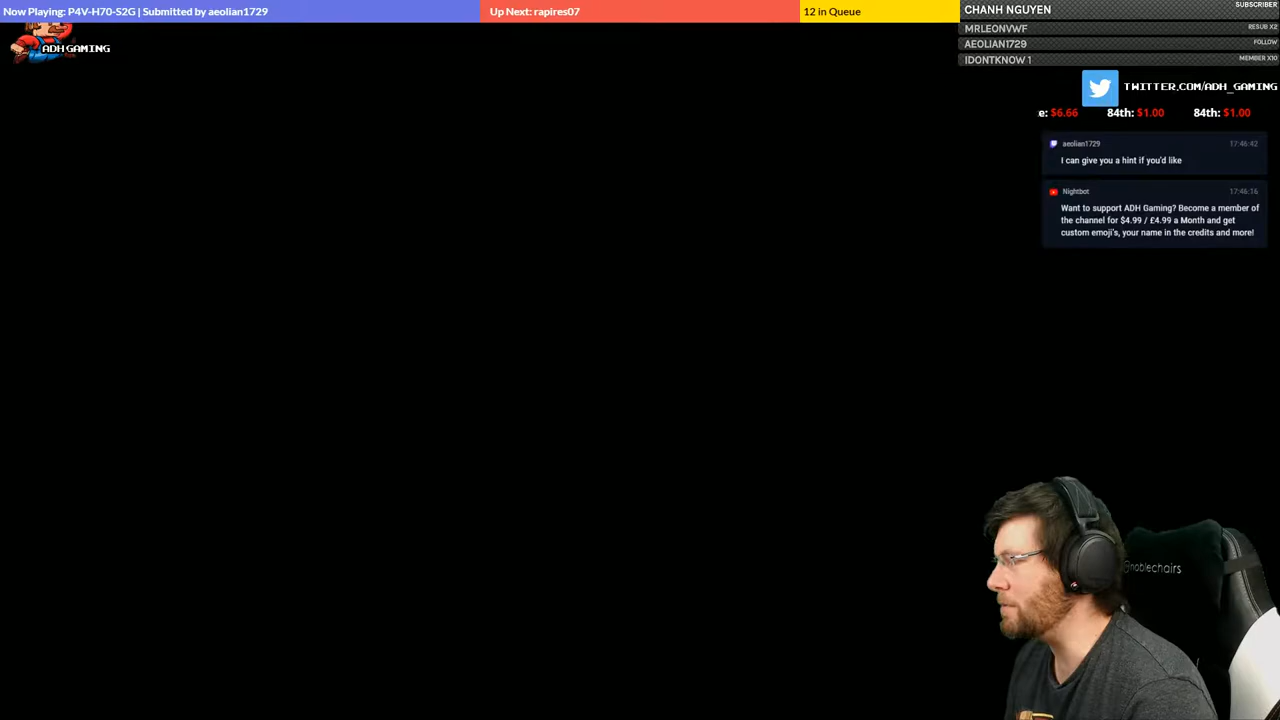 Now Playing: P4V-H70-S2G | Submitted by aeolian1729
Up Next: rapires07
12 in Queue
CHANH NGUYEN
SUBSCRIBER
MRLEONVWF
RESUB X2
AEOLIAN1729
FOLLOW
IDONTKNOW 1
MEMBER X10
ADH GAMING
TWITTER.COM/ADH_GAMING
e: $6.66 84th: $1.00 84th: $1.00
aeolian1729 17:46:42
I can give you a hint if you'd like
Nightbot 17:46:16
Want to support ADH Gaming? Become a member of
the channel for $4.99 / £4.99 a Month and get
custom emoji's, your name in the credits and more!
@noblechairs